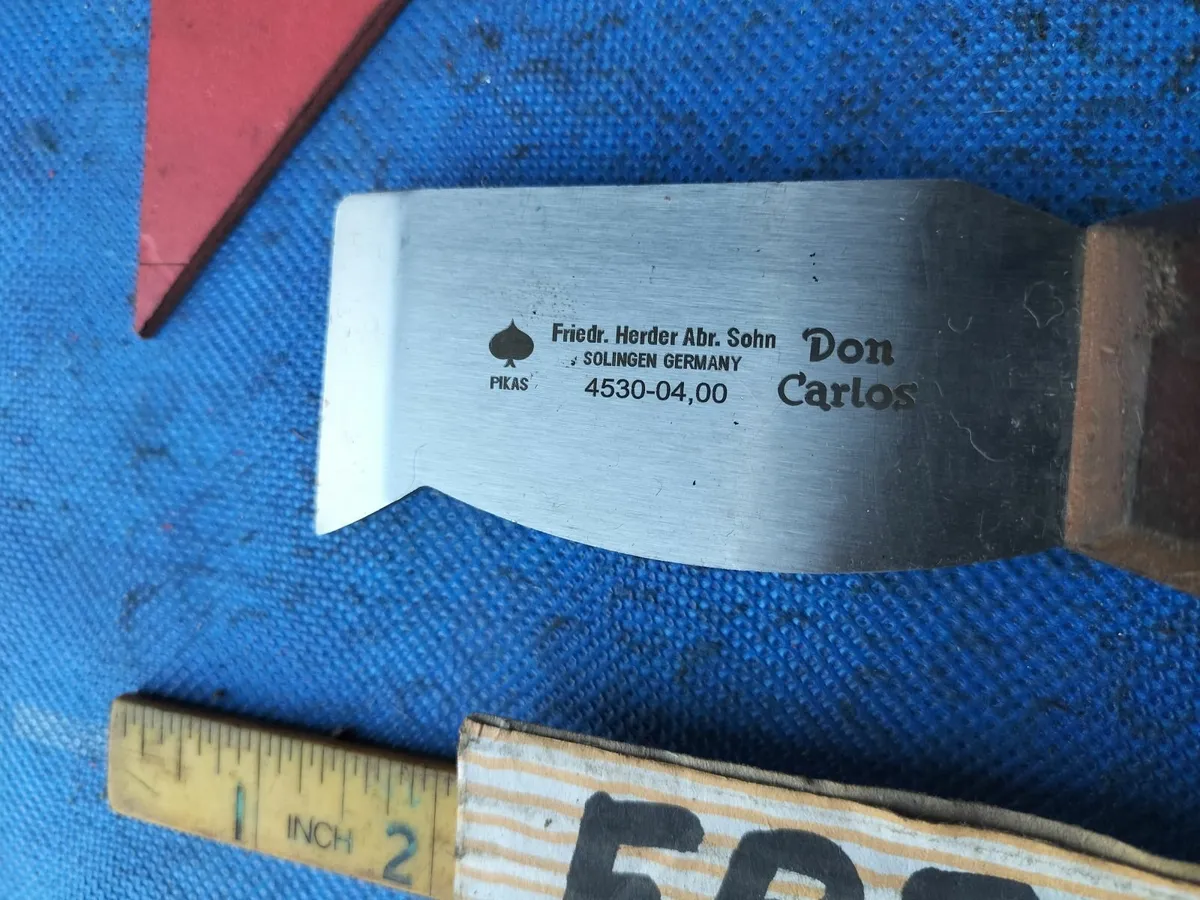 Friedr. Herder Abr. Sohn
SOLINGEN GERMANY
4530-04,00
PIKAS
Don
Carlos
1 INCH 2